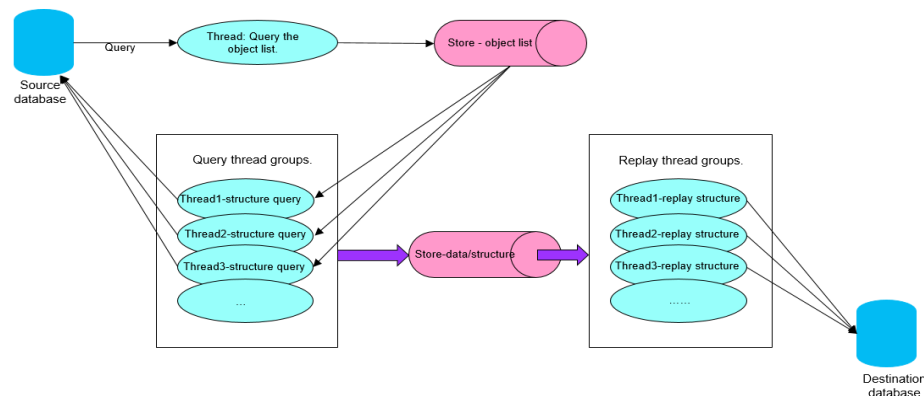 Thread: Query the
object list.
Store - object list
Query
Source
database
Query thread groups.
Thread1-structure query
Thread2-structure query
Thread3-structure query
...
Store-data/structure
Replay thread groups.
Thread1-replay structure
Thread2-replay structure
Thread3-replay structure
......
Destination
database